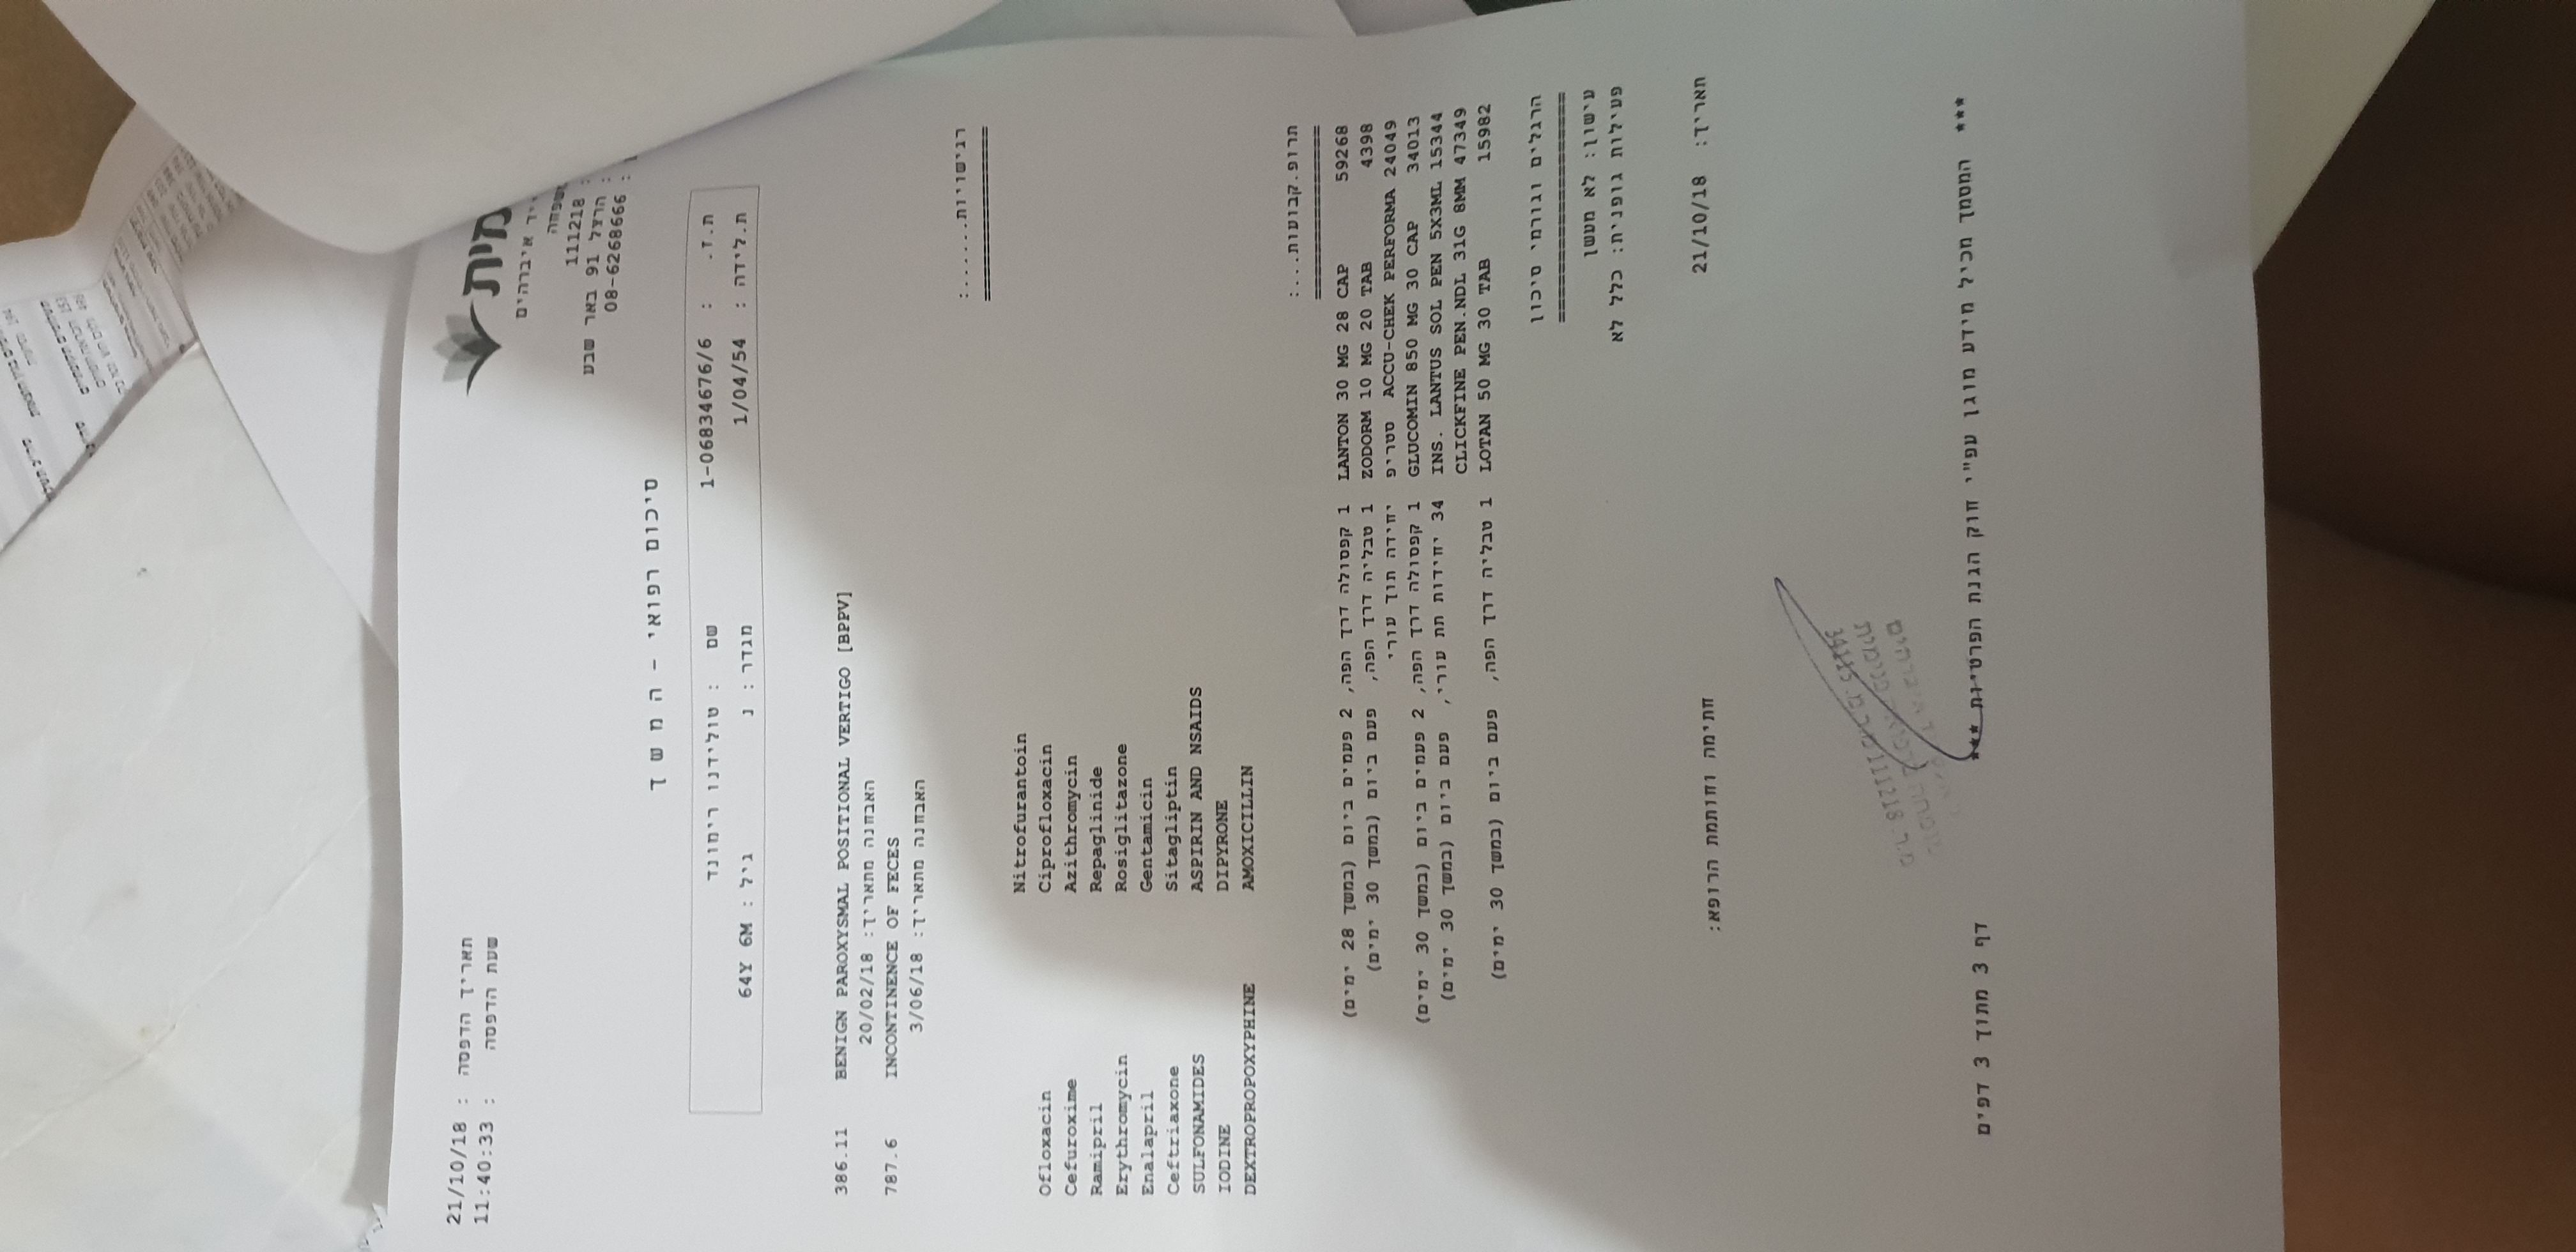 תאריך הדפסה : 21/10/18
שעת הדפסה : 11:40:33
מית
איברהים
111218 :
: הרצל 91 באר שבע
: 08-6268666
סיכום רפואי - ה מ ש ך
ת.ז. : 1-06834676/6 שם : טולידנו רימונד
ת.לידה : 1/04/54 מגדר : נ גיל : 64Y 6M
386.11 BENIGN PAROXYSMAL POSITIONAL VERTIGO [BPPV]
האבחנה מתאריך: 20/02/18
787.6 INCONTINENCE OF FECES
האבחנה מתאריך: 3/06/18
רגישויות......:
===============
Nitrofurantoin
Ofloxacin Ciprofloxacin
Cefuroxime Azithromycin
Ramipril Repaglinide
Erythromycin Rosiglitazone
Enalapril Gentamicin
Ceftriaxone Sitagliptin
SULFONAMIDES ASPIRIN AND NSAIDS
IODINE DIPYRONE
DEXTROPROPOXYPHINE AMOXICILLIN
תרופ.קבועות...:
===============
59268 LANTON 30 MG 28 CAP 1 קפסולה דרך הפה, 2 פעמים ביום (במשך 28 ימים)
4398 ZODORM 10 MG 20 TAB 1 טבליה דרך הפה, פעם ביום (במשך 30 ימים)
24049 ACCU-CHEK PERFORMA סטריפ יחידה תוך עורי
34013 GLUCOMIN 850 MG 30 CAP 1 קפסולה דרך הפה, 2 פעמים ביום (במשך 30 ימים)
15344 INS. LANTUS SOL PEN 5X3ML 34 יחידות תת עורי, פעם ביום (במשך 30 ימים)
47349 CLICKFINE PEN.NDL 31G 8MM
15982 LOTAN 50 MG 30 TAB 1 טבליה דרך הפה, פעם ביום (במשך 30 ימים)
הרגלים וגורמי סיכון
====================
עישון: לא מעשן
פעילות גופנית: כלל לא
תאריך: 21/10/18 חתימה וחותמת הרופא:
111218 34115
*** המסמך מכיל מידע מוגן עפ"י חוק הגנת הפרטיות *** דף 3 מתוך 3 דפים